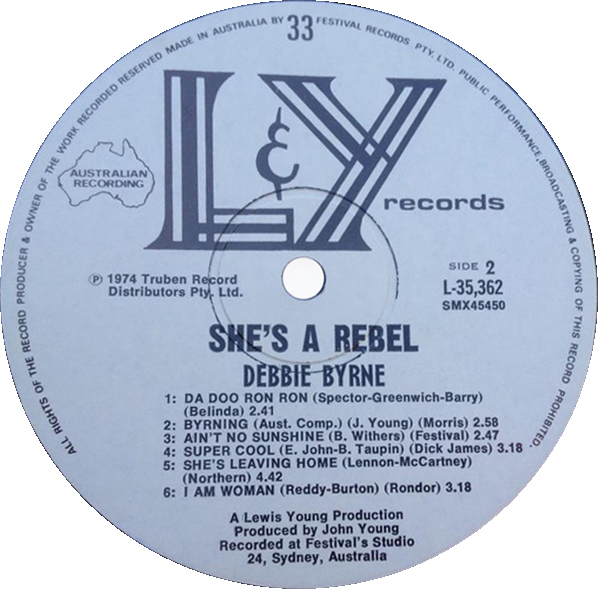 ALL RIGHTS OF THE RECORD PRODUCER & OWNER OF THE WORK RECORDED RESERVED MADE IN AUSTRALIA BY FESTIVAL RECORDS PTY. LTD. PUBLIC PERFORMANCE, BROADCASTING & COPYING OF THIS RECORD PROHIBITED.
33
L&Y
records
AUSTRALIAN
RECORDING
℗ 1974 Truben Record
Distributors Pty. Ltd.
SIDE 2
L-35,362
SMX45450
SHE'S A REBEL
DEBBIE BYRNE
1: DA DOO RON RON (Spector-Greenwich-Barry)
(Belinda) 2.41
2: BYRNING (Aust. Comp.) (J. Young) (Morris) 2.58
3: AIN'T NO SUNSHINE (B. Withers) (Festival) 2.47
4: SUPER COOL (E. John-B. Taupin) (Dick James) 3.18
5: SHE'S LEAVING HOME (Lennon-McCartney)
(Northern) 4.42
6: I AM WOMAN (Reddy-Burton) (Rondor) 3.18
A Lewis Young Production
Produced by John Young
Recorded at Festival's Studio
24, Sydney, Australia